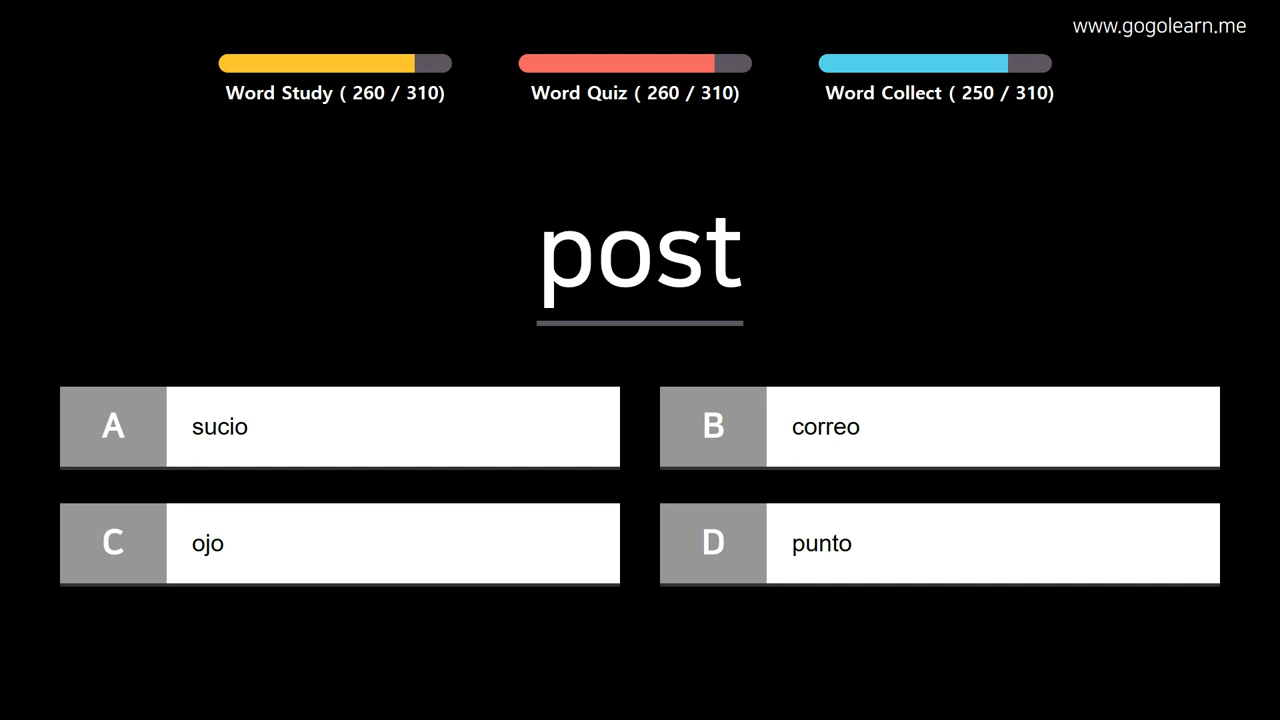 www.gogolearn.me
Word Study ( 260 / 310)
Word Quiz ( 260 / 310)
Word Collect ( 250 / 310)
post
A sucio
B correo
C ojo
D punto